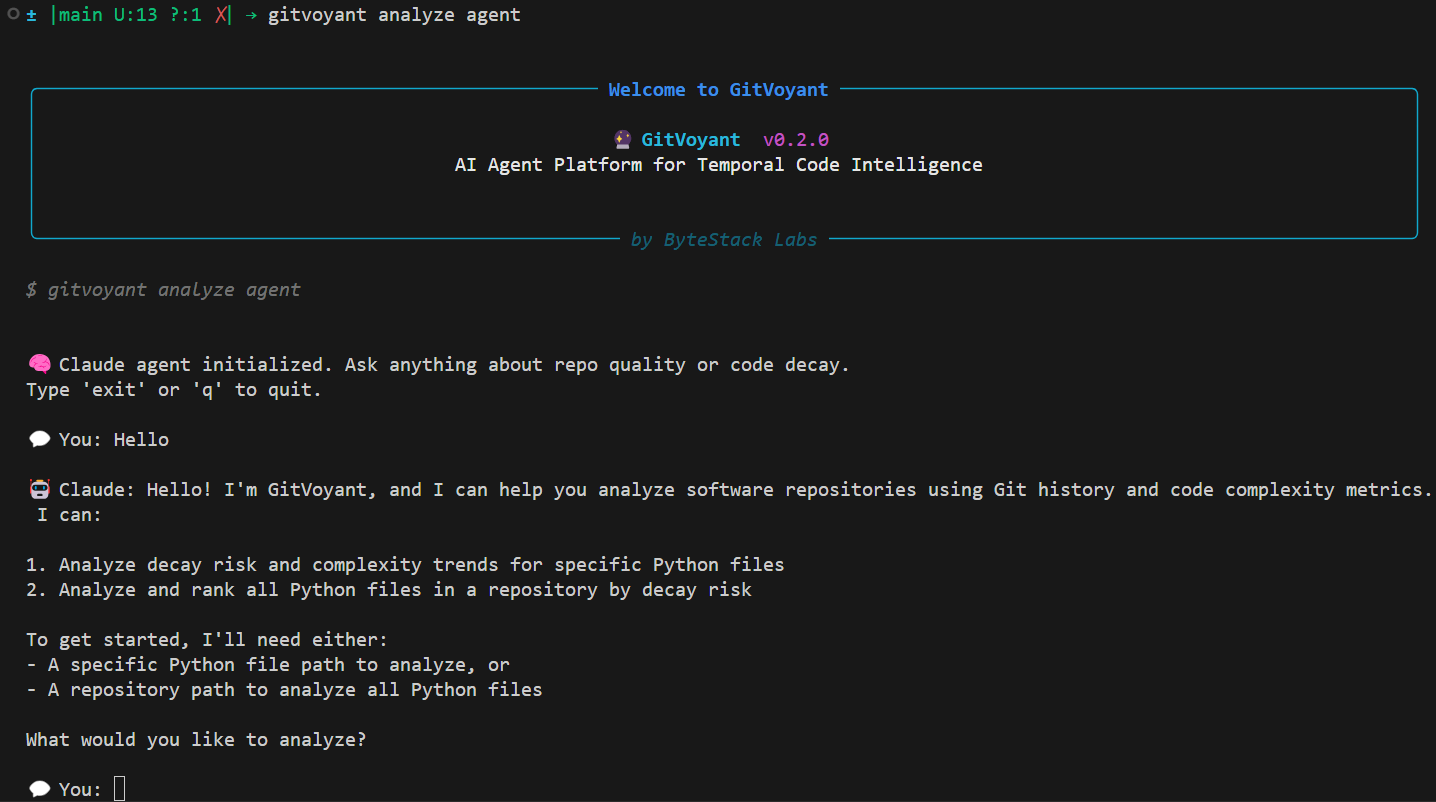 ± |main U:13 ?:1 ✗| → gitvoyant analyze agent
Welcome to GitVoyant
🔮 GitVoyant v0.2.0
AI Agent Platform for Temporal Code Intelligence
by ByteStack Labs
$ gitvoyant analyze agent
🧠 Claude agent initialized. Ask anything about repo quality or code decay.
Type 'exit' or 'q' to quit.
💬 You: Hello
🤖 Claude: Hello! I'm GitVoyant, and I can help you analyze software repositories using Git history and code complexity metrics.
I can:
1. Analyze decay risk and complexity trends for specific Python files
2. Analyze and rank all Python files in a repository by decay risk
To get started, I'll need either:
- A specific Python file path to analyze, or
- A repository path to analyze all Python files
What would you like to analyze?
💬 You: